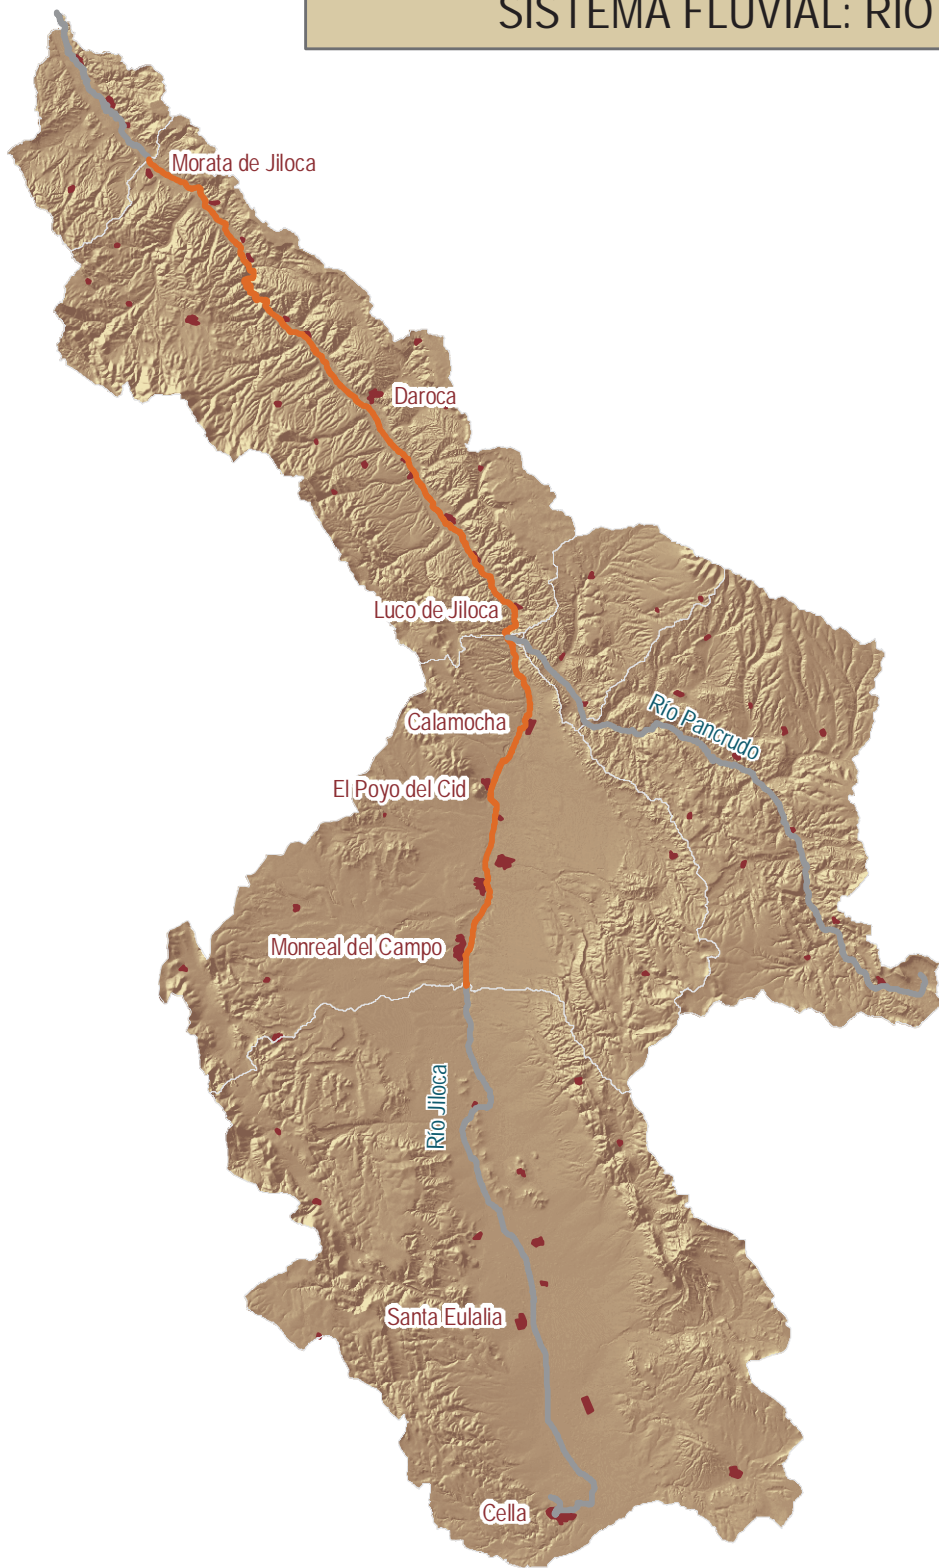 SISTEMA FLUVIAL: RÍO
Morata de Jiloca
Daroca
Luco de Jiloca
Río Pancrudo
Calamocha
El Poyo del Cid
Monreal del Campo
Río Jiloca
Santa Eulalia
Cella